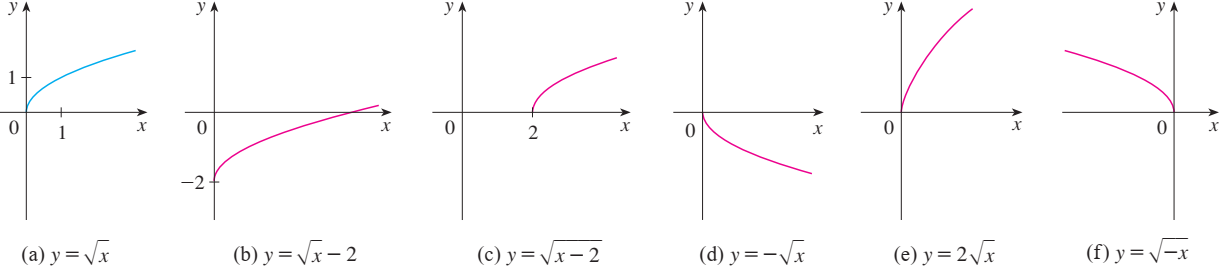 y
1
0
1
x
y
0
x
−2
y
0
2
x
y
0
x
y
0
x
y
0
x
(a) y = √x
(b) y = √x − 2
(c) y = √(x − 2)
(d) y = −√x
(e) y = 2√x
(f) y = √(−x)